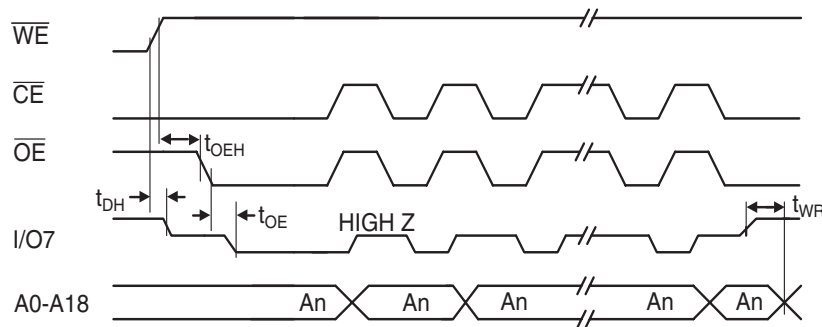 WE
CE
OE
tOEH
tDH
tOE
HIGH Z
tWR
I/O7
A0-A18
An An An An An